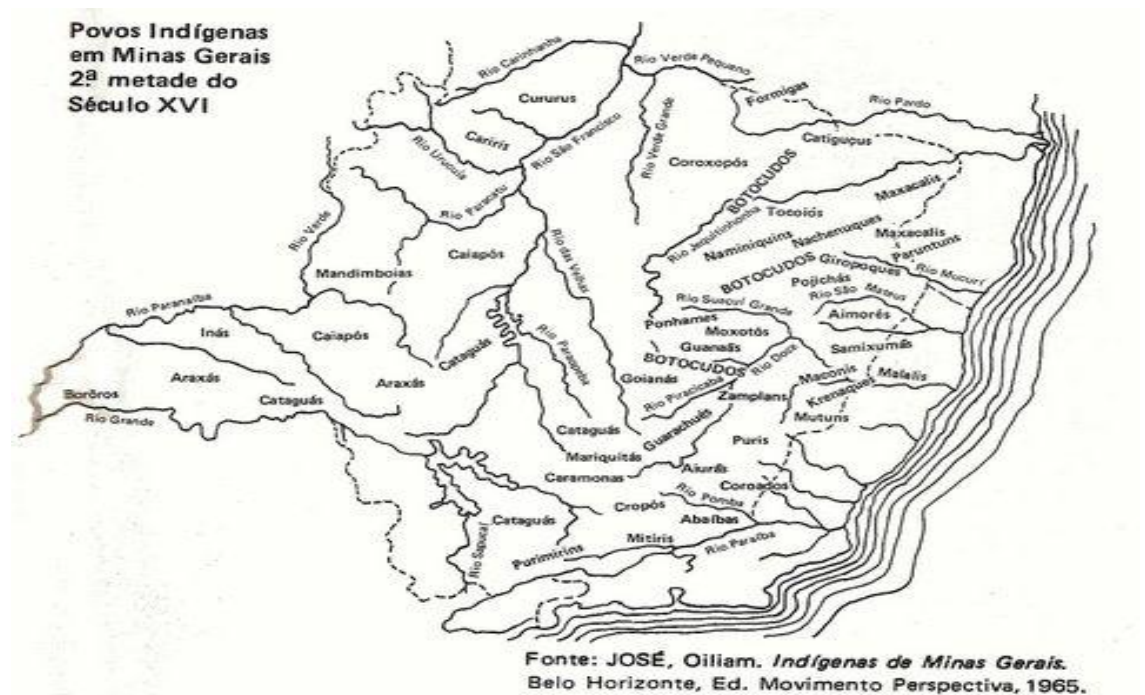 Povos Indígenas
em Minas Gerais
2ª metade do
Século XVI
Rio Carinhanha
Rio Verde Pequeno
Cururus
Formigas
Rio Pardo
Cariris
Rio São Francisco
Rio Verde Grande
Catiguçus
Rio Urucuia
Coroxopós
BOTOCUDOS
Maxacalis
Rio Paracatu
Rio Jequitinhonha
Tocoiós
Rio Verde
Naminiquins
Nachenuques
Maxacalis
Caiapós
Rio das Velhas
Paruntuns
Mandimboias
BOTOCUDOS
Giropoques
Rio Mucuri
Pojichás
Rio São Mateus
Rio Paranaíba
Rio Suaçuí Grande
Aimorés
Inás
Caiapós
Ponhames
Moxotós
Rio Paraopeba
Guanaãs
Samixumás
Cataguás
BOTOCUDOS
Rio Doce
Araxás
Araxás
Goianás
Maconis
Malalis
Borôros
Cataguás
Rio Piracicaba
Zamplans
Krenaques
Rio Grande
Mutuns
Cataguás
Guarachuás
Puris
Mariquitás
Caramonas
Aiurás
Coroados
Cropós
Rio Pomba
Cataguás
Abaíbas
Mitiris
Rio Paraíba
Purimirins
Rio Sapucaí
Fonte: JOSÉ, Oiliam. Indígenas de Minas Gerais.
Belo Horizonte, Ed. Movimento Perspectiva, 1965.